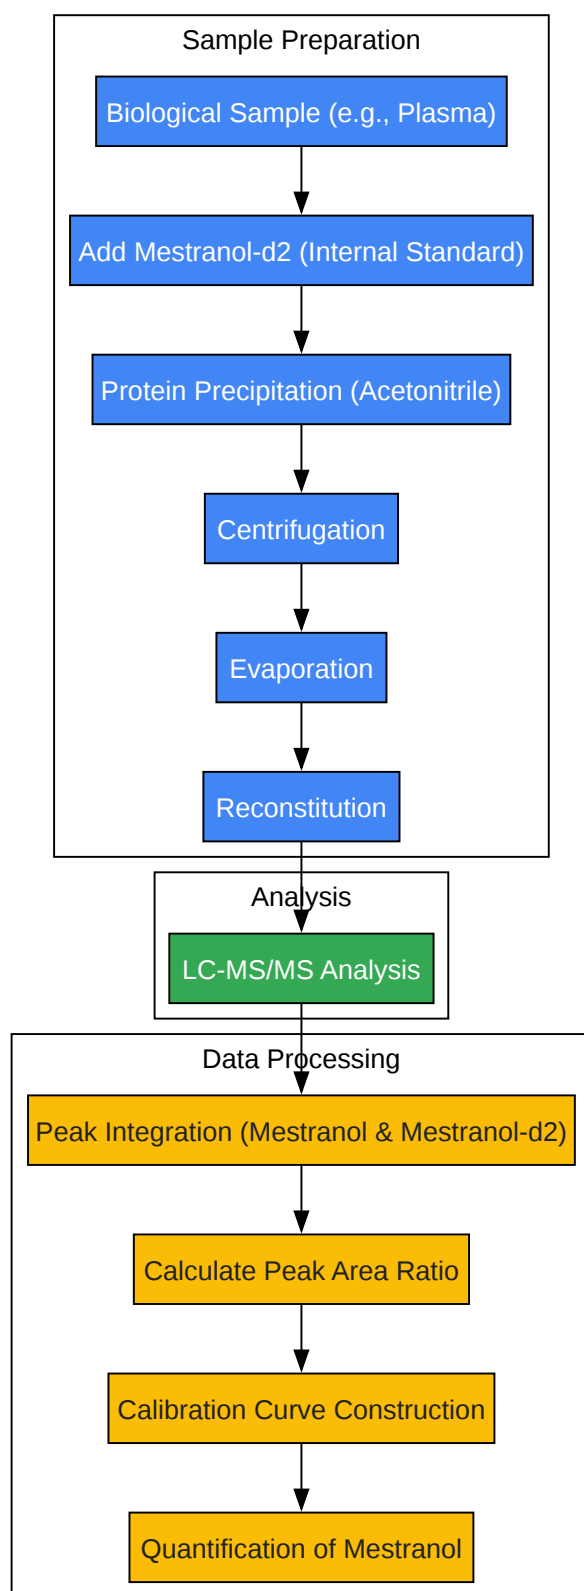 Sample Preparation
Biological Sample (e.g., Plasma)
Add Mestranol-d2 (Internal Standard)
Protein Precipitation (Acetonitrile)
Centrifugation
Evaporation
Reconstitution
Analysis
LC-MS/MS Analysis
Data Processing
Peak Integration (Mestranol & Mestranol-d2)
Calculate Peak Area Ratio
Calibration Curve Construction
Quantification of Mestranol